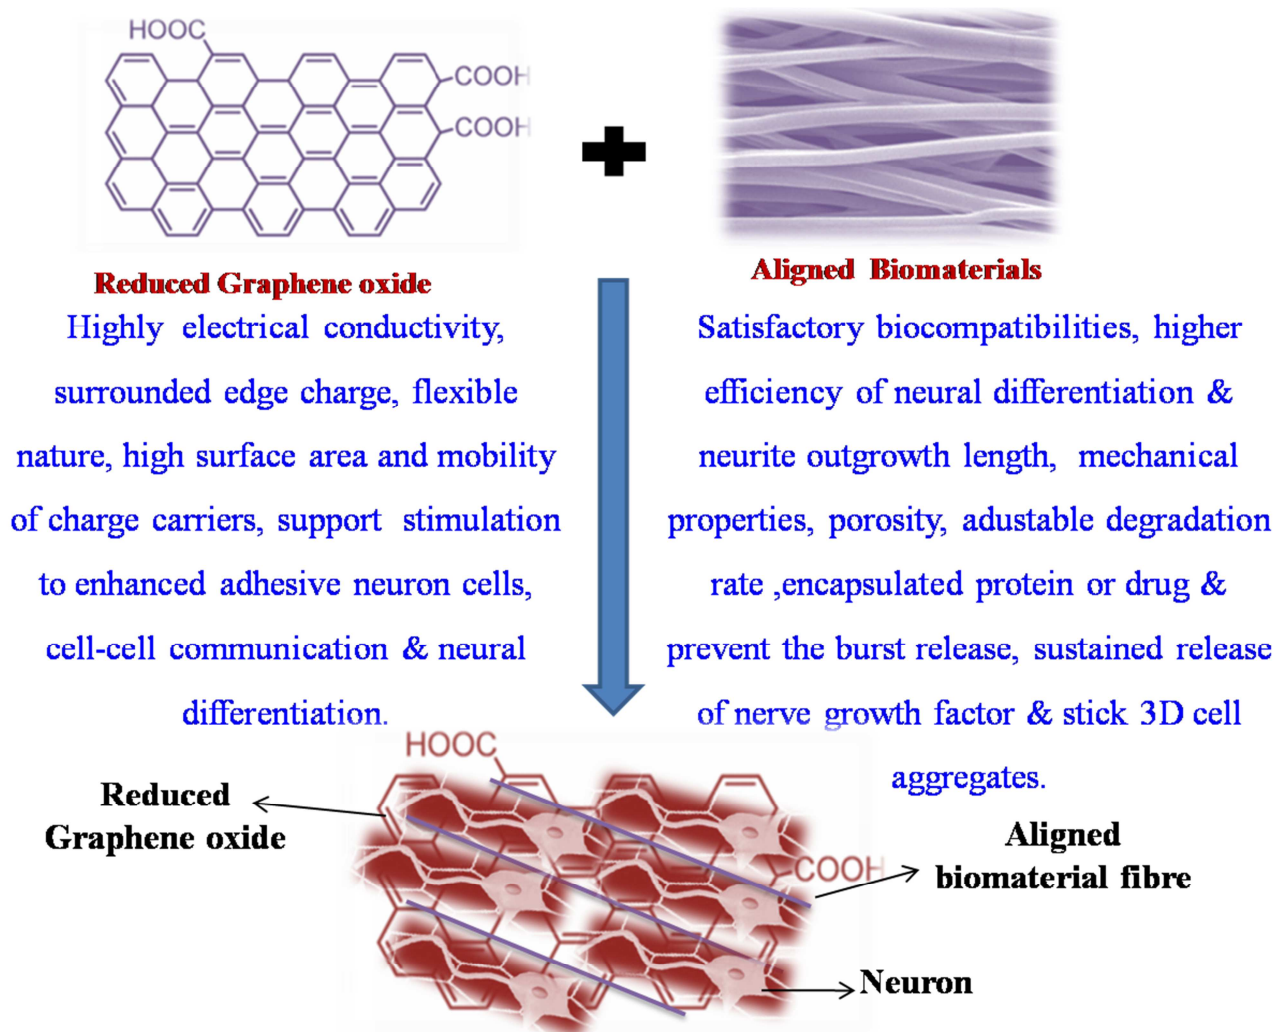 HOOC
COOH
COOH
Reduced Graphene oxide
Highly electrical conductivity,
surrounded edge charge, flexible
nature, high surface area and mobility
of charge carriers, support stimulation
to enhanced adhesive neuron cells,
cell-cell communication & neural
differentiation.
Aligned Biomaterials
Satisfactory biocompatibilities, higher
efficiency of neural differentiation &
neurite outgrowth length, mechanical
properties, porosity, adustable degradation
rate ,encapsulated protein or drug &
prevent the burst release, sustained release
of nerve growth factor & stick 3D cell
aggregates.
HOOC
Reduced
Graphene oxide
COOH
Aligned
biomaterial fibre
Neuron